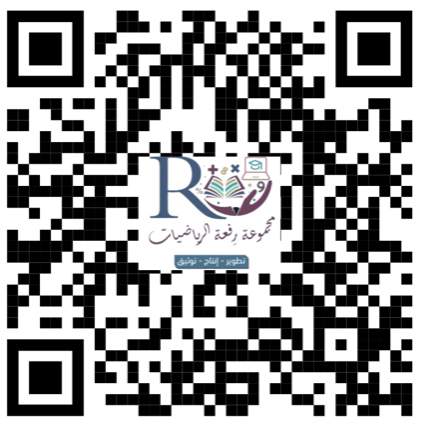 R
مجموعة رفعة الرياضيات
تطوير - إنتاج - توثيق